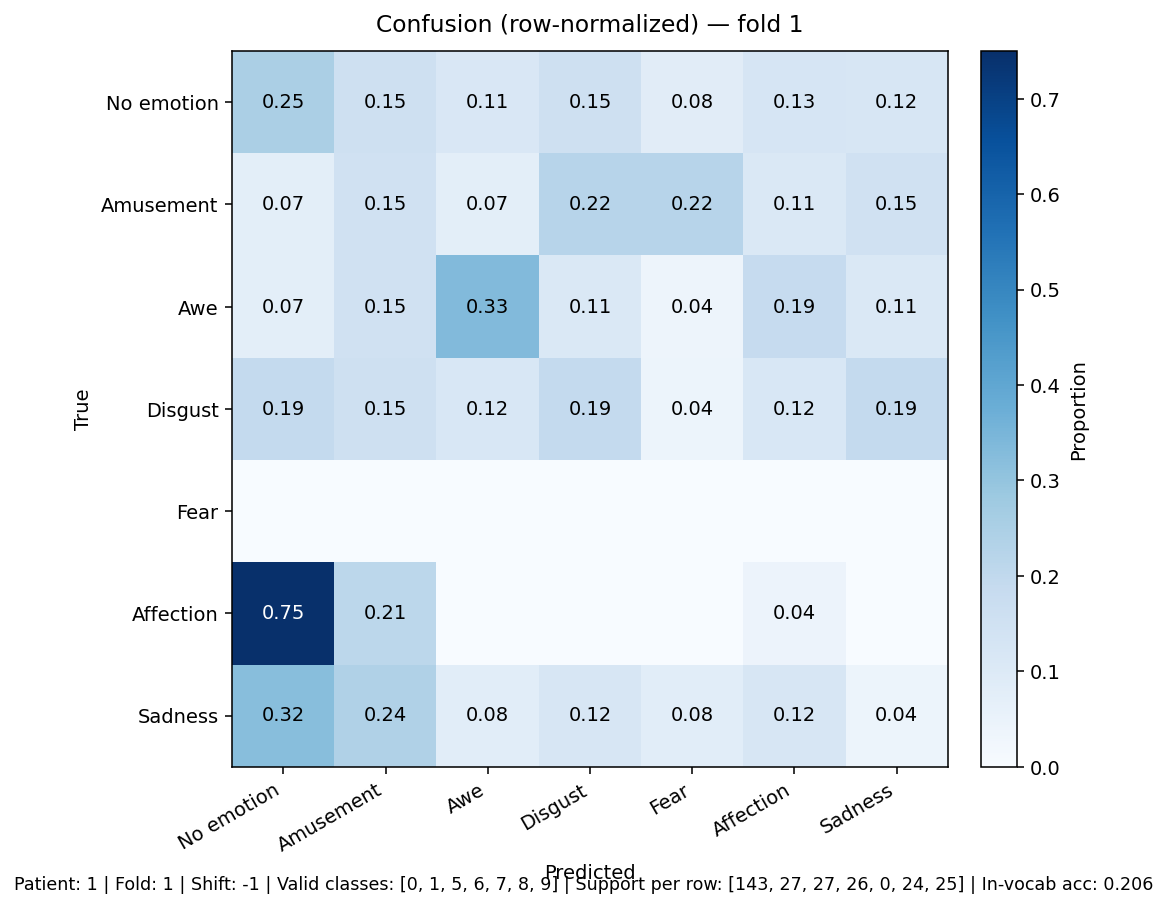 Confusion (row-normalized) — fold 1
No emotion 0.25 0.15 0.11 0.15 0.08 0.13 0.12
Amusement 0.07 0.15 0.07 0.22 0.22 0.11 0.15
Awe 0.07 0.15 0.33 0.11 0.04 0.19 0.11
Disgust 0.19 0.15 0.12 0.19 0.04 0.12 0.19
Fear
Affection 0.75 0.21 0.04
Sadness 0.32 0.24 0.08 0.12 0.08 0.12 0.04
True
No emotion Amusement Awe Disgust Fear Affection Sadness
Predicted
0.7
0.6
0.5
0.4
0.3
0.2
0.1
0.0
Proportion
Patient: 1 | Fold: 1 | Shift: -1 | Valid classes: [0, 1, 5, 6, 7, 8, 9] | Support per row: [143, 27, 27, 26, 0, 24, 25] | In-vocab acc: 0.206